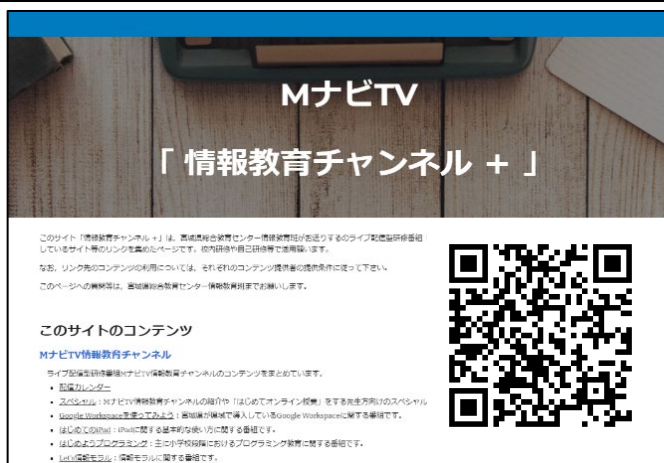 MナビTV
「 情報教育チャンネル + 」
このサイト「情報教育チャンネル+」は、宮城県総合教育センター情報教育班がお送りするのライブ配信型研修番組
しているサイト等のリンクを集めたページです。校内研修や自己研修等で活用願います。
なお、リンク先のコンテンツの利用については、それぞれのコンテンツ提供者の提供条件に従って下さい。
このページへの質問等は、宮城県総合教育センター情報教育班までお願いします。
このサイトのコンテンツ
MナビTV情報教育チャンネル
ライブ配信型研修番組MナビTV情報教育チャンネルのコンテンツをまとめています。
• 配信カレンダー
• スペシャル：MナビTV情報教育チャンネルの紹介や「はじめてオンライン授業」をする先生方向けのスペシャル
• Google Workspaceを使ってみよう：宮城県が県域で導入しているGoogle Workspaceに関する番組です。
• はじめてのiPad：iPadに関する基本的な使い方に関する番組です。
• はじめようプログラミング：主に小学校段階におけるプログラミング教育に関する番組です。
• Let's情報モラル：情報モラルに関する番組です。